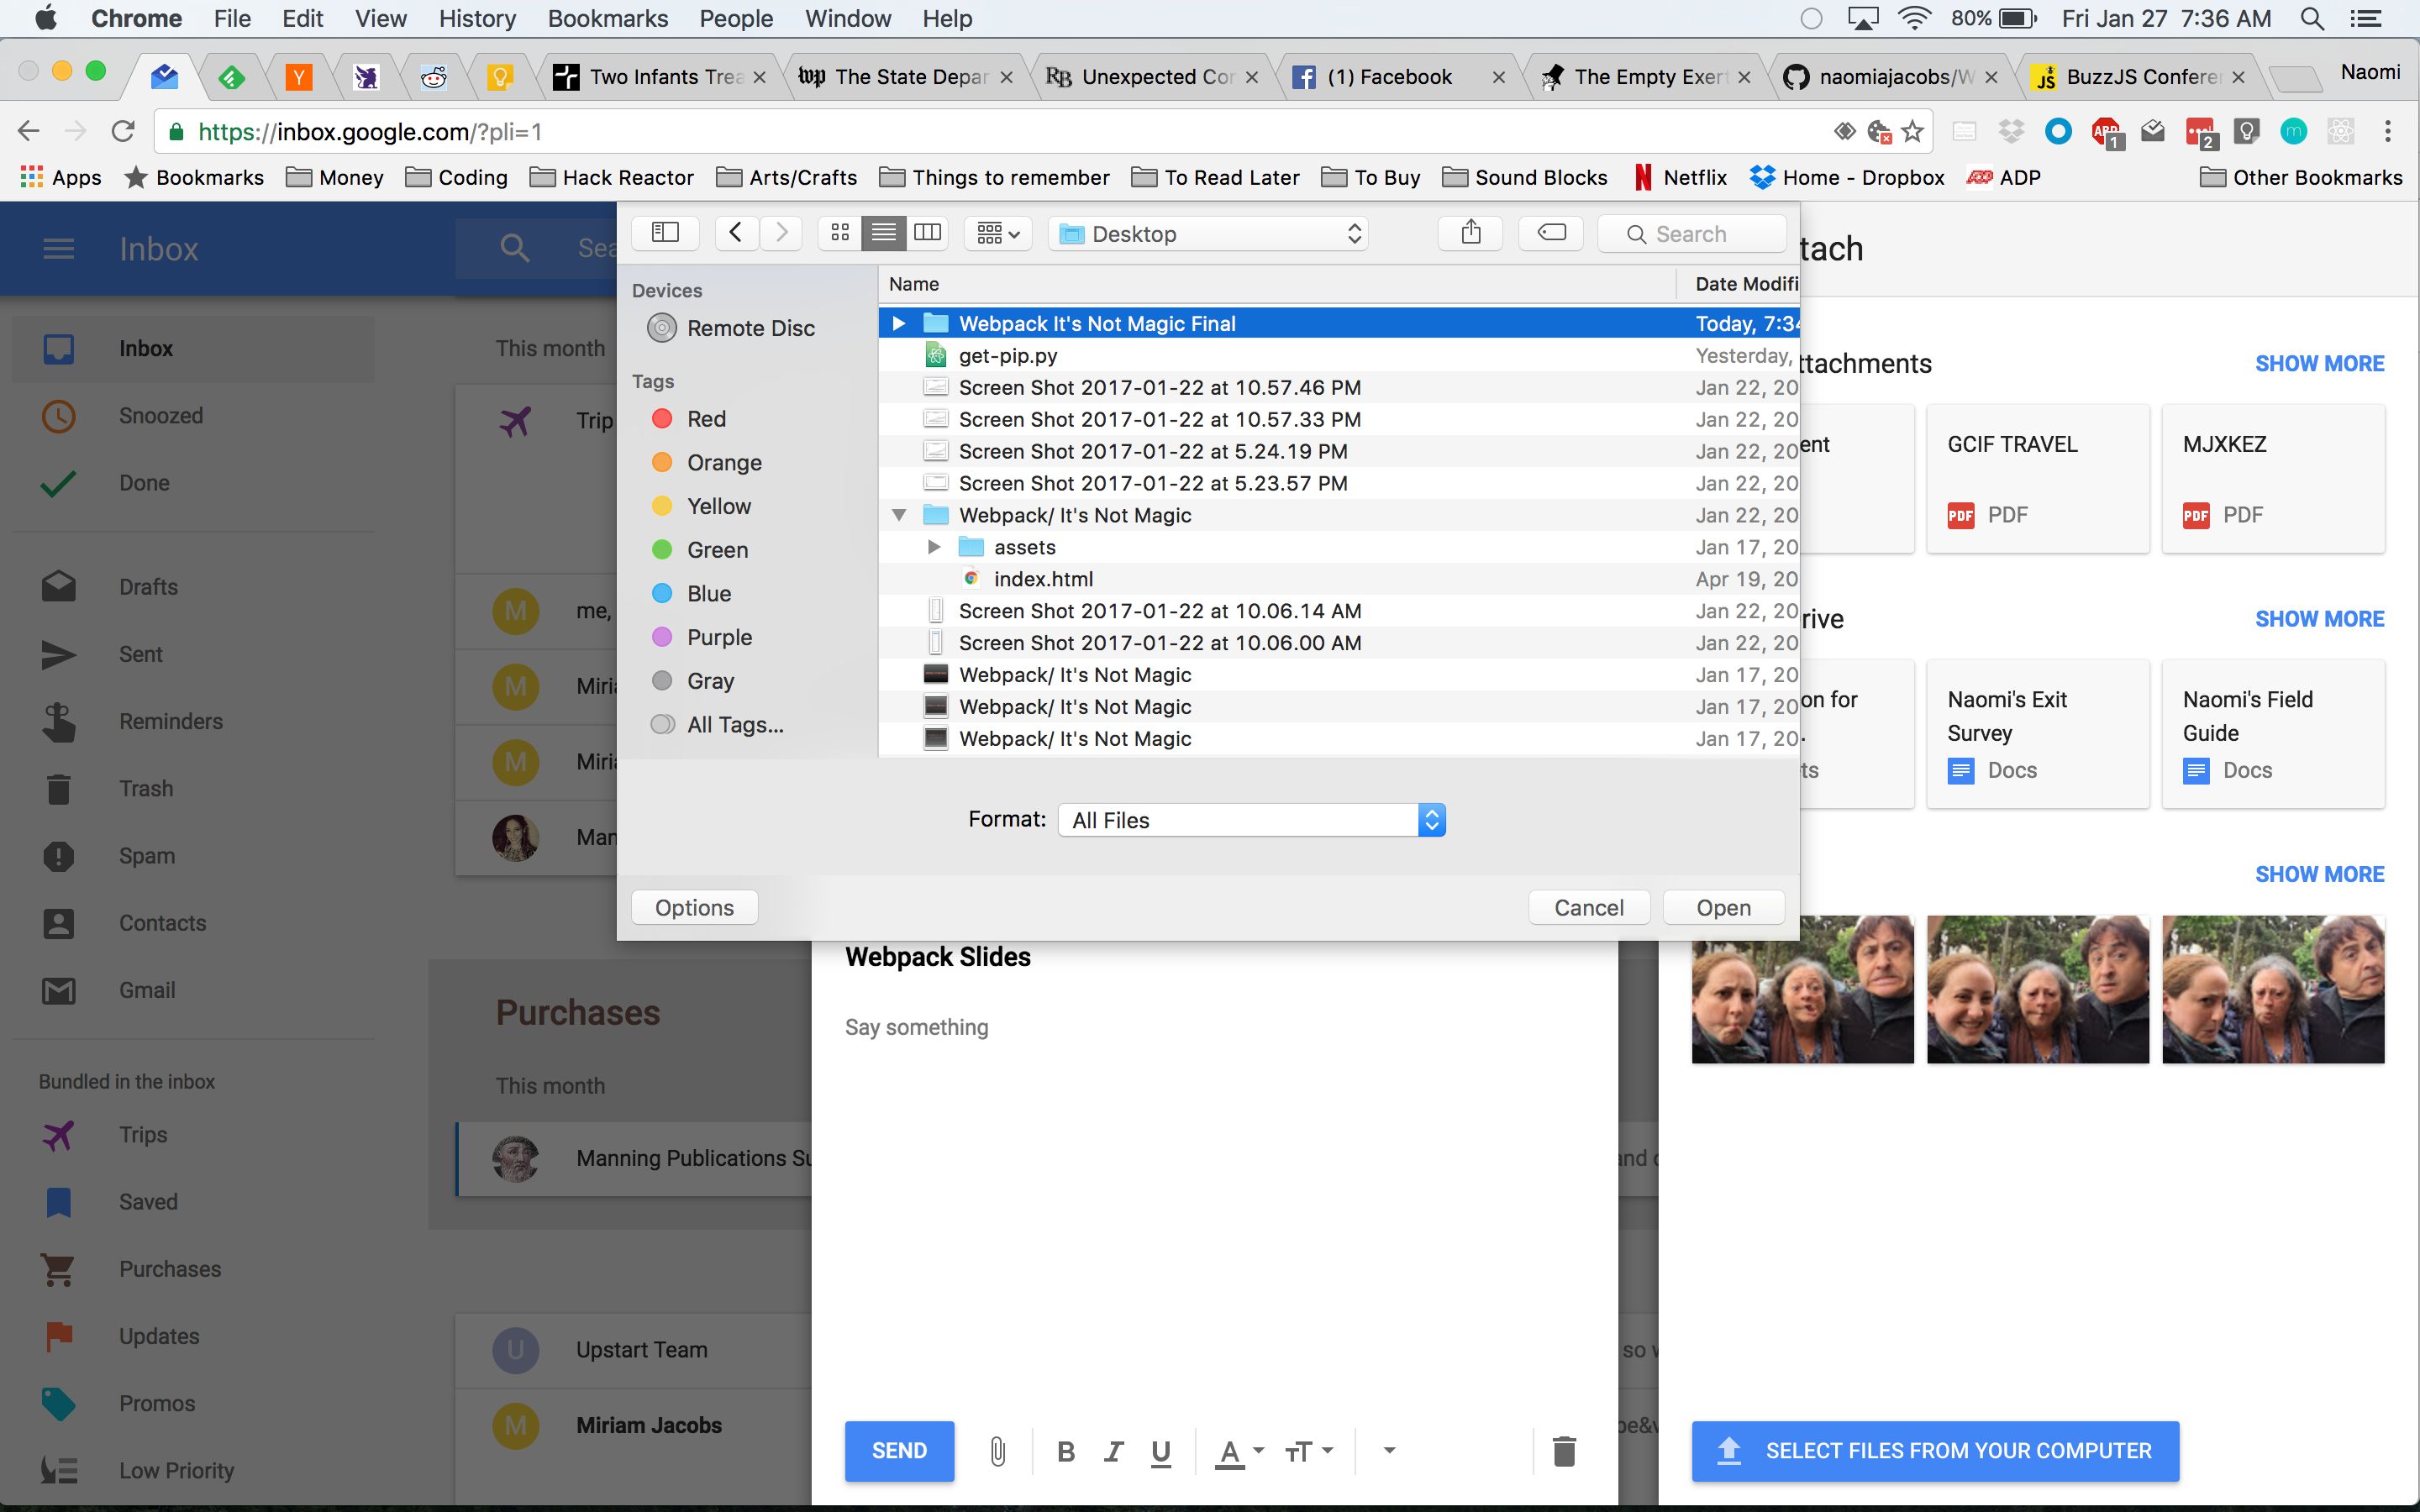 Chrome File Edit View History Bookmarks People Window Help 80% Fri Jan 27 7:36 AM
Two Infants Trea The State Depar Unexpected Cor (1) Facebook The Empty Exert naomiajacobs/W BuzzJS Conferer Naomi
https://inbox.google.com/?pli=1
ABP 1 2 m
Apps Bookmarks Money Coding Hack Reactor Arts/Crafts Things to remember To Read Later To Buy Sound Blocks Netflix Home - Dropbox ADP Other Bookmarks
Inbox Sea Desktop Search tach
Devices Name Date Modifi
Remote Disc Webpack It's Not Magic Final Today, 7:34
Inbox This month get-pip.py Yesterday, ttachments SHOW MORE
Tags Screen Shot 2017-01-22 at 10.57.46 PM Jan 22, 20
Snoozed Trip Red Screen Shot 2017-01-22 at 10.57.33 PM Jan 22, 20
Orange Screen Shot 2017-01-22 at 5.24.19 PM Jan 22, 20 ent GCIF TRAVEL MJXKEZ
Done Screen Shot 2017-01-22 at 5.23.57 PM Jan 22, 20
Yellow Webpack/ It's Not Magic Jan 22, 20 PDF PDF PDF PDF
Green assets Jan 17, 20
Drafts Blue index.html Apr 19, 20
me, Screen Shot 2017-01-22 at 10.06.14 AM Jan 22, 20 rive SHOW MORE
Sent Purple Screen Shot 2017-01-22 at 10.06.00 AM Jan 22, 20
M Miri Gray Webpack/ It's Not Magic Jan 17, 20
Reminders All Tags... Webpack/ It's Not Magic Jan 17, 20 on for Naomi's Exit Naomi's Field
Webpack/ It's Not Magic Jan 17, 20 Survey Guide
M Miri ts Docs Docs
Trash
Man Format: All Files
Spam SHOW MORE
Options Cancel Open
Contacts
Webpack Slides
Gmail
Purchases
Say something
Bundled in the inbox This month
Trips
Manning Publications Su and
Saved
Purchases
Updates U Upstart Team so
Promos M Miriam Jacobs be&v
Low Priority SEND B I U A TT SELECT FILES FROM YOUR COMPUTER